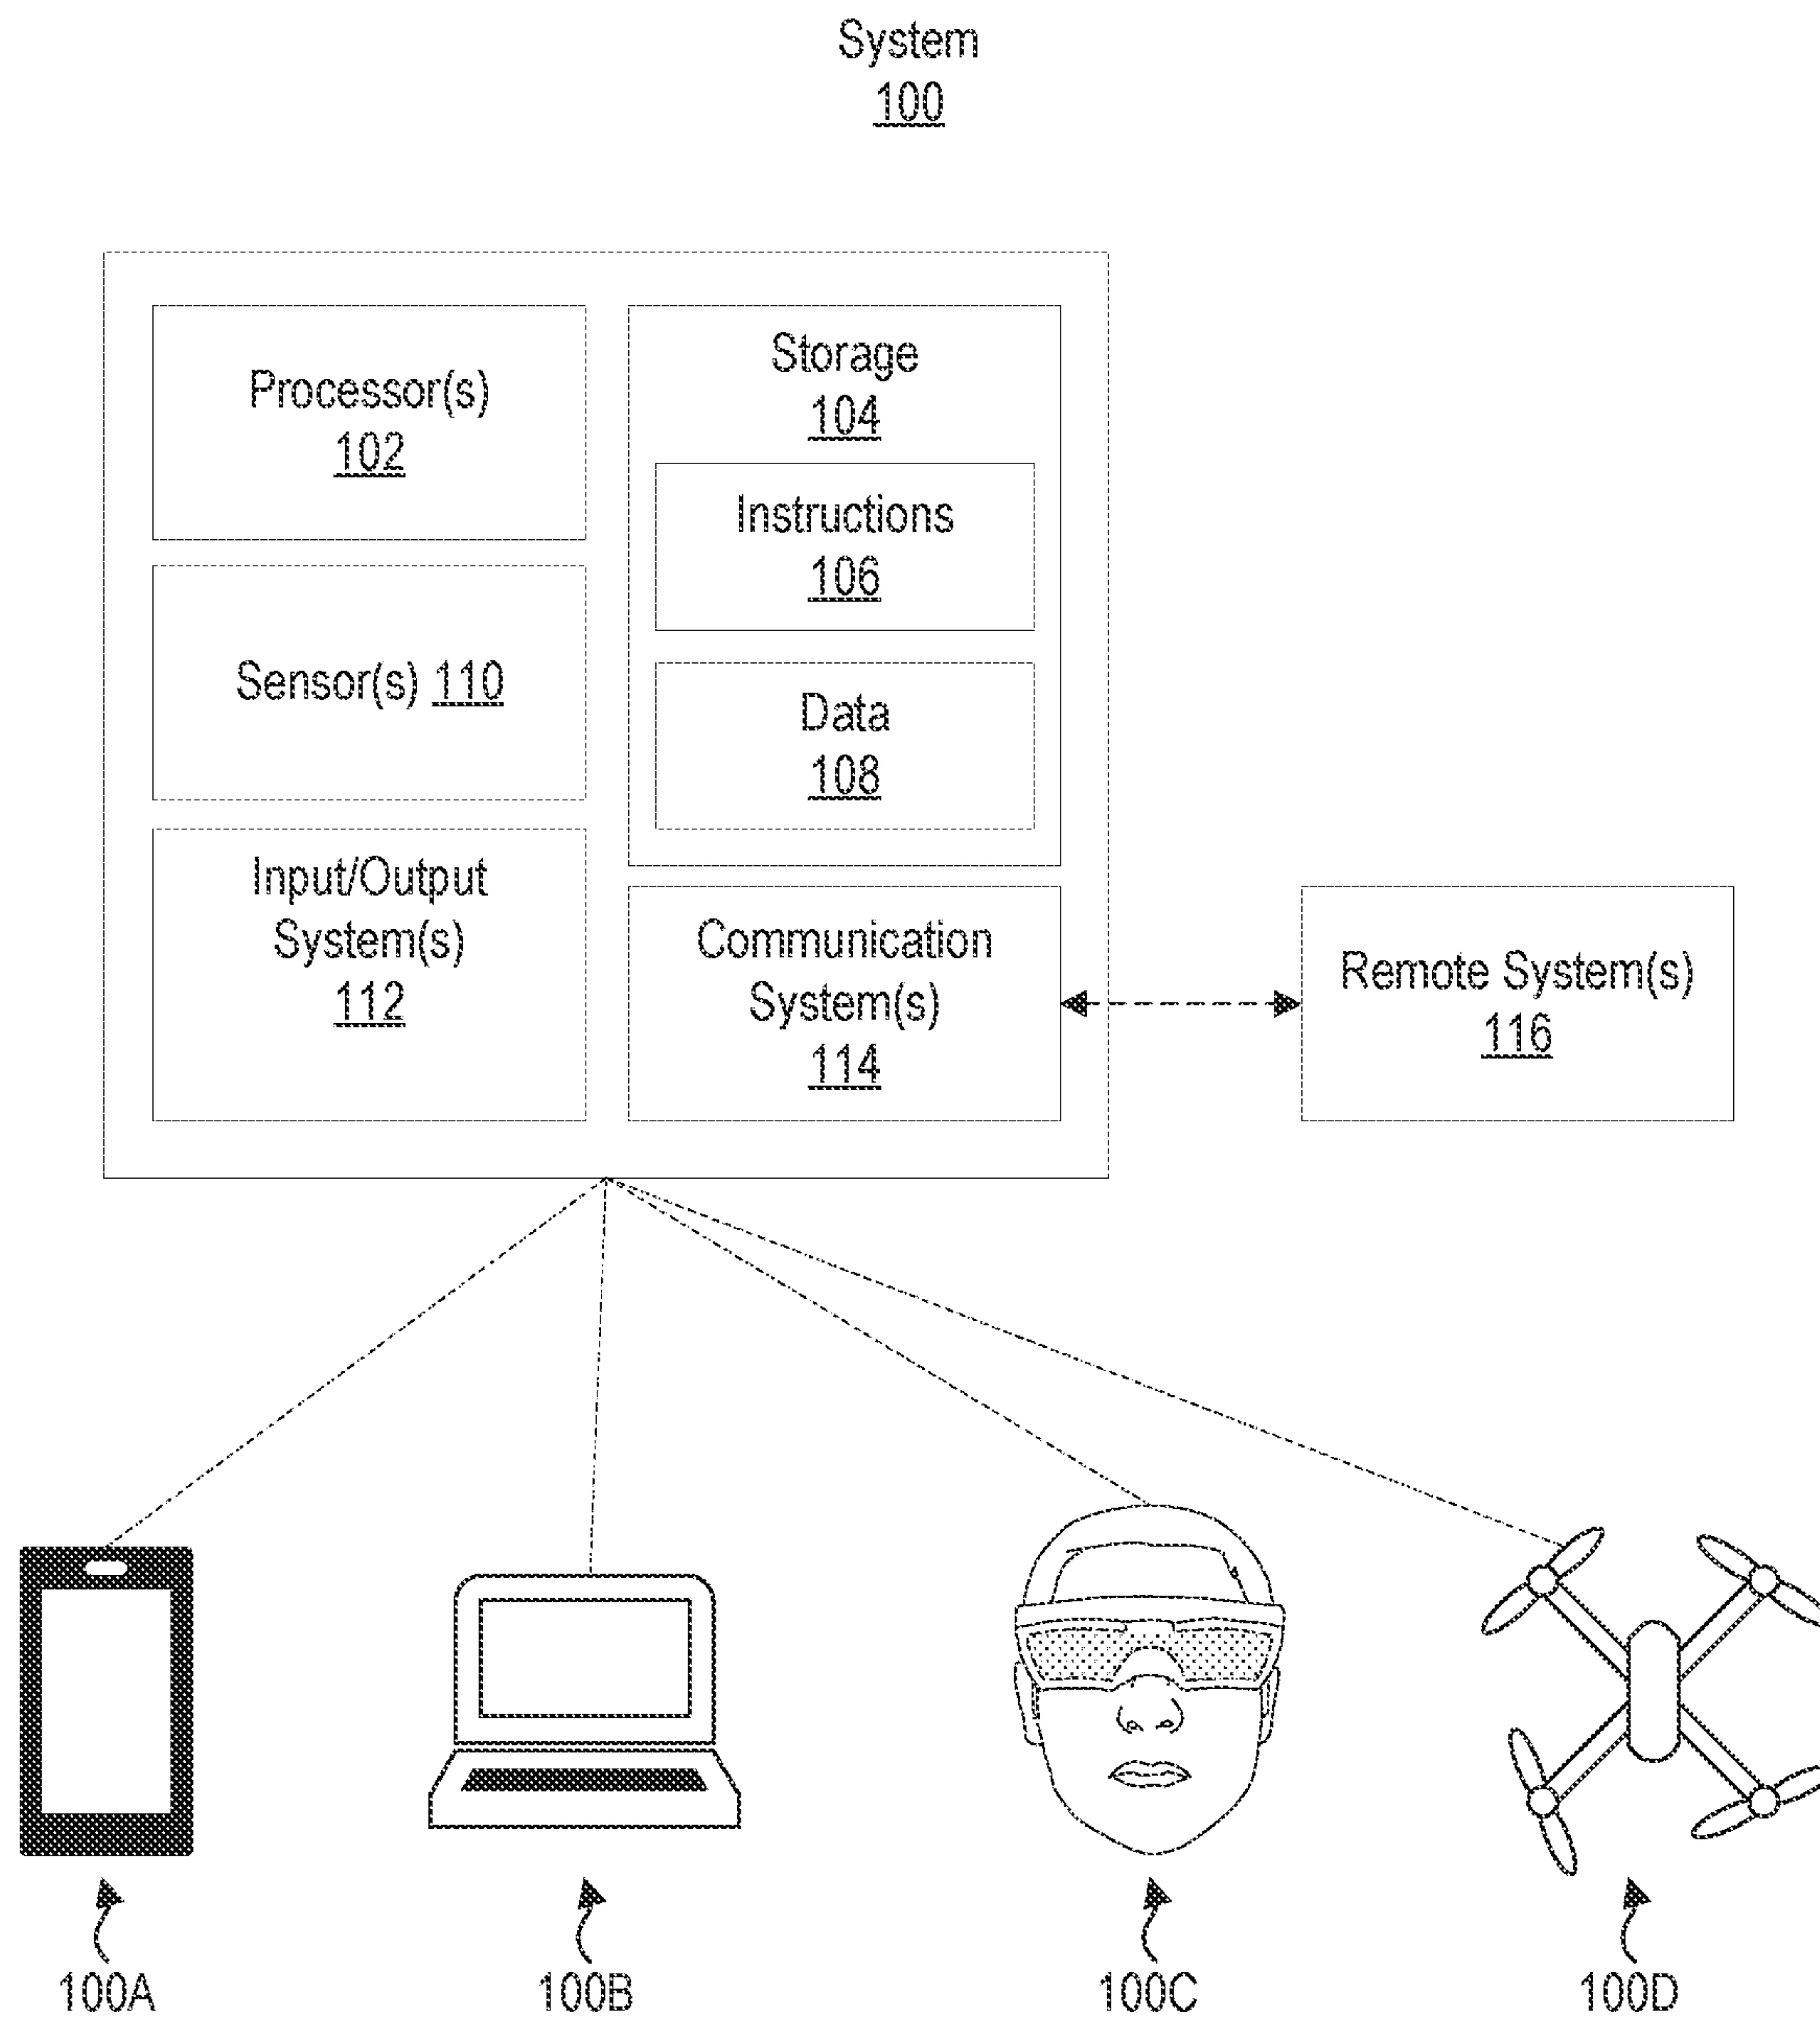 System
100
Processor(s)
102
Storage
104
Instructions
106
Sensor(s) 110
Data
108
Input/Output
System(s)
112
Communication
System(s)
114
Remote System(s)
116
100A
100B
100C
100D